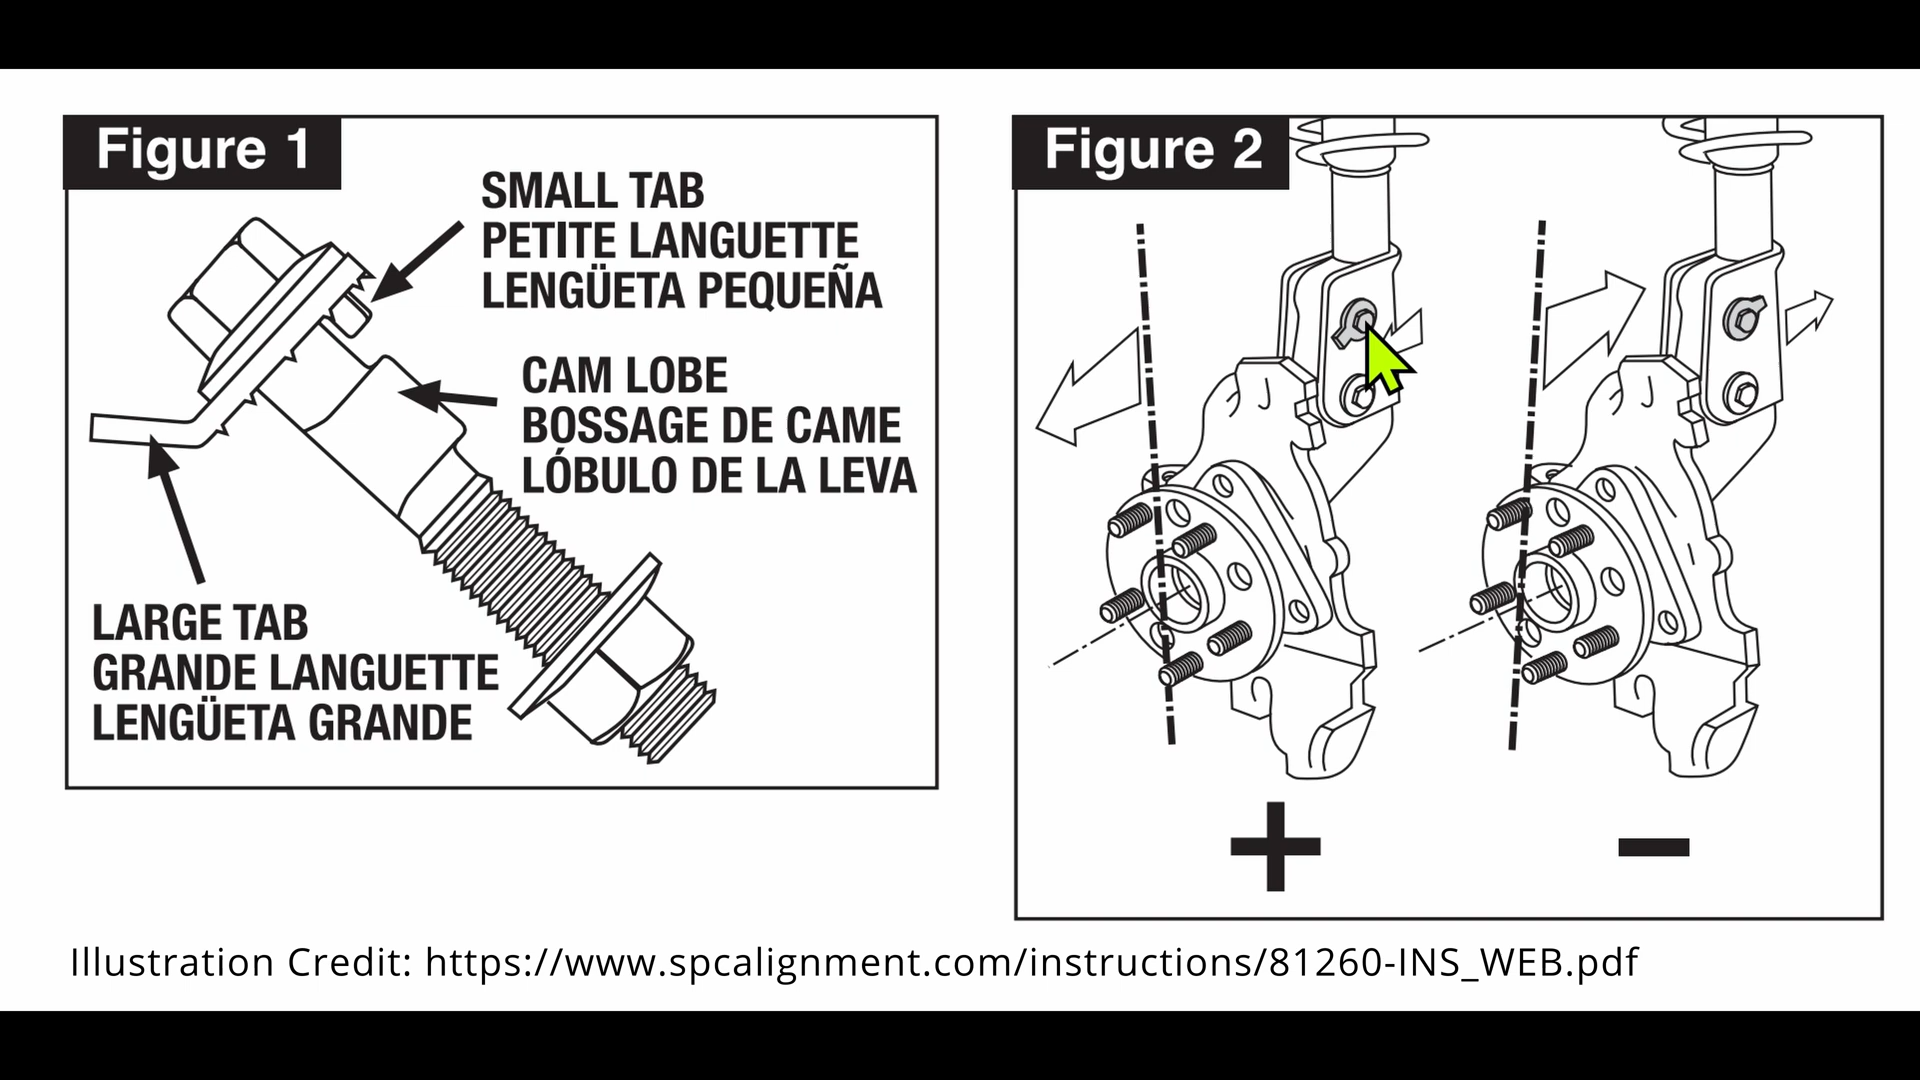 Figure 1
SMALL TAB
PETITE LANGUETTE
LENGÜETA PEQUEÑA
CAM LOBE
BOSSAGE DE CAME
LÓBULO DE LA LEVA
LARGE TAB
GRANDE LANGUETTE
LENGÜETA GRANDE
Figure 2
+
−
Illustration Credit: https://www.spcalignment.com/instructions/81260-INS_WEB.pdf